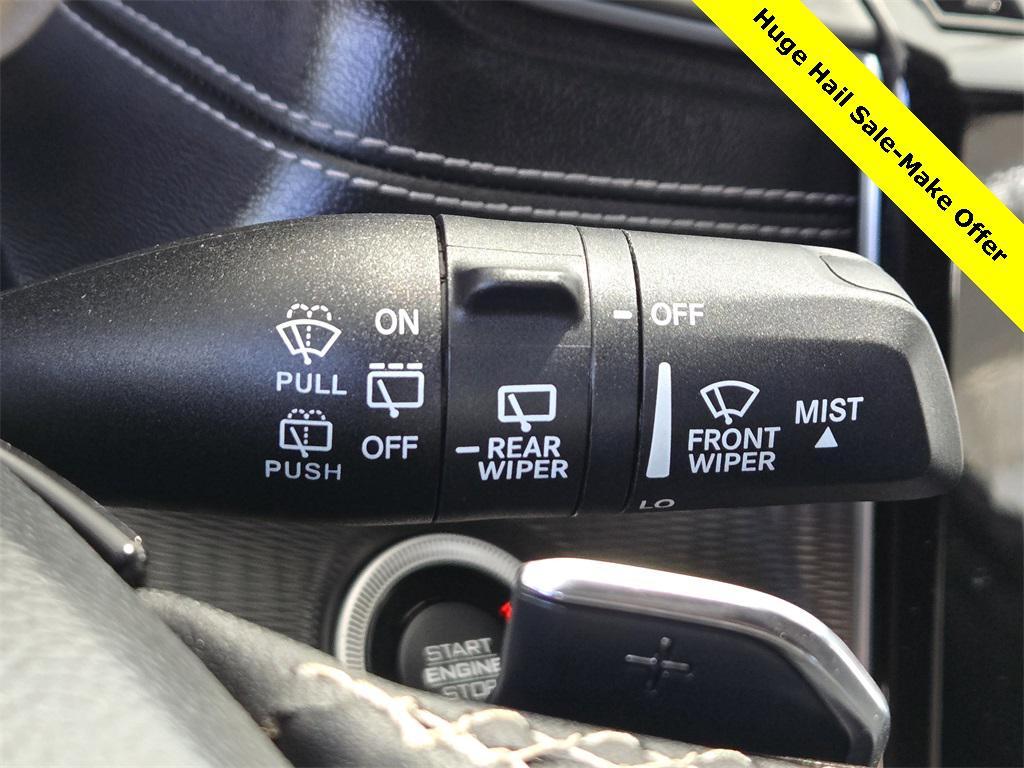 Huge Hail Sale-Make Offer
ON
PULL
OFF
PUSH
REAR
WIPER
OFF
FRONT
WIPER
MIST
LO
START
ENGINE
STOP